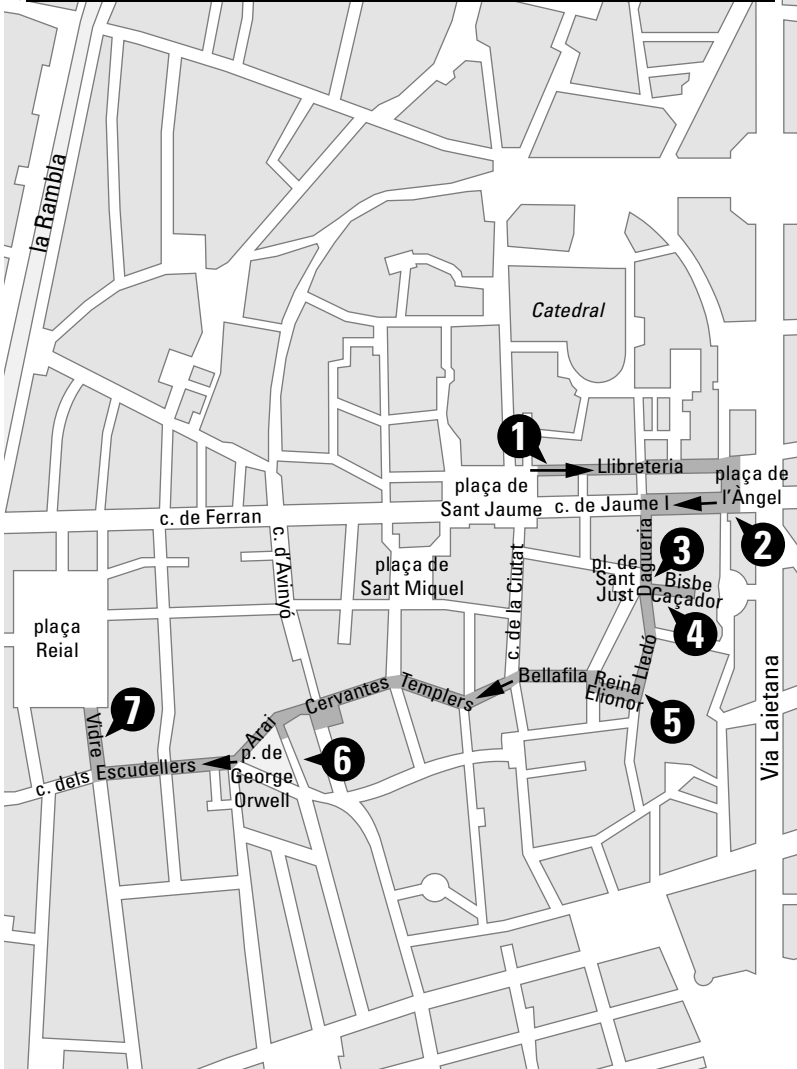 la Rambla
Catedral
1
Llibreteria
plaça de
l'Àngel
plaça de
Sant Jaume
c. de Jaume I
2
c. de Ferran
c. d'Avinyó
plaça de
Sant Miquel
c. de la Ciutat
pl. de
Sant
Just
Dagueria
3
Bisbe
Caçador
4
plaça
Reial
Lledó
Bellafila
Reina
Elionor
5
Templers
Cervantes
Arai
6
p. de
George
Orwell
7
Vidre
Escudellers
c. dels
Via Laietana